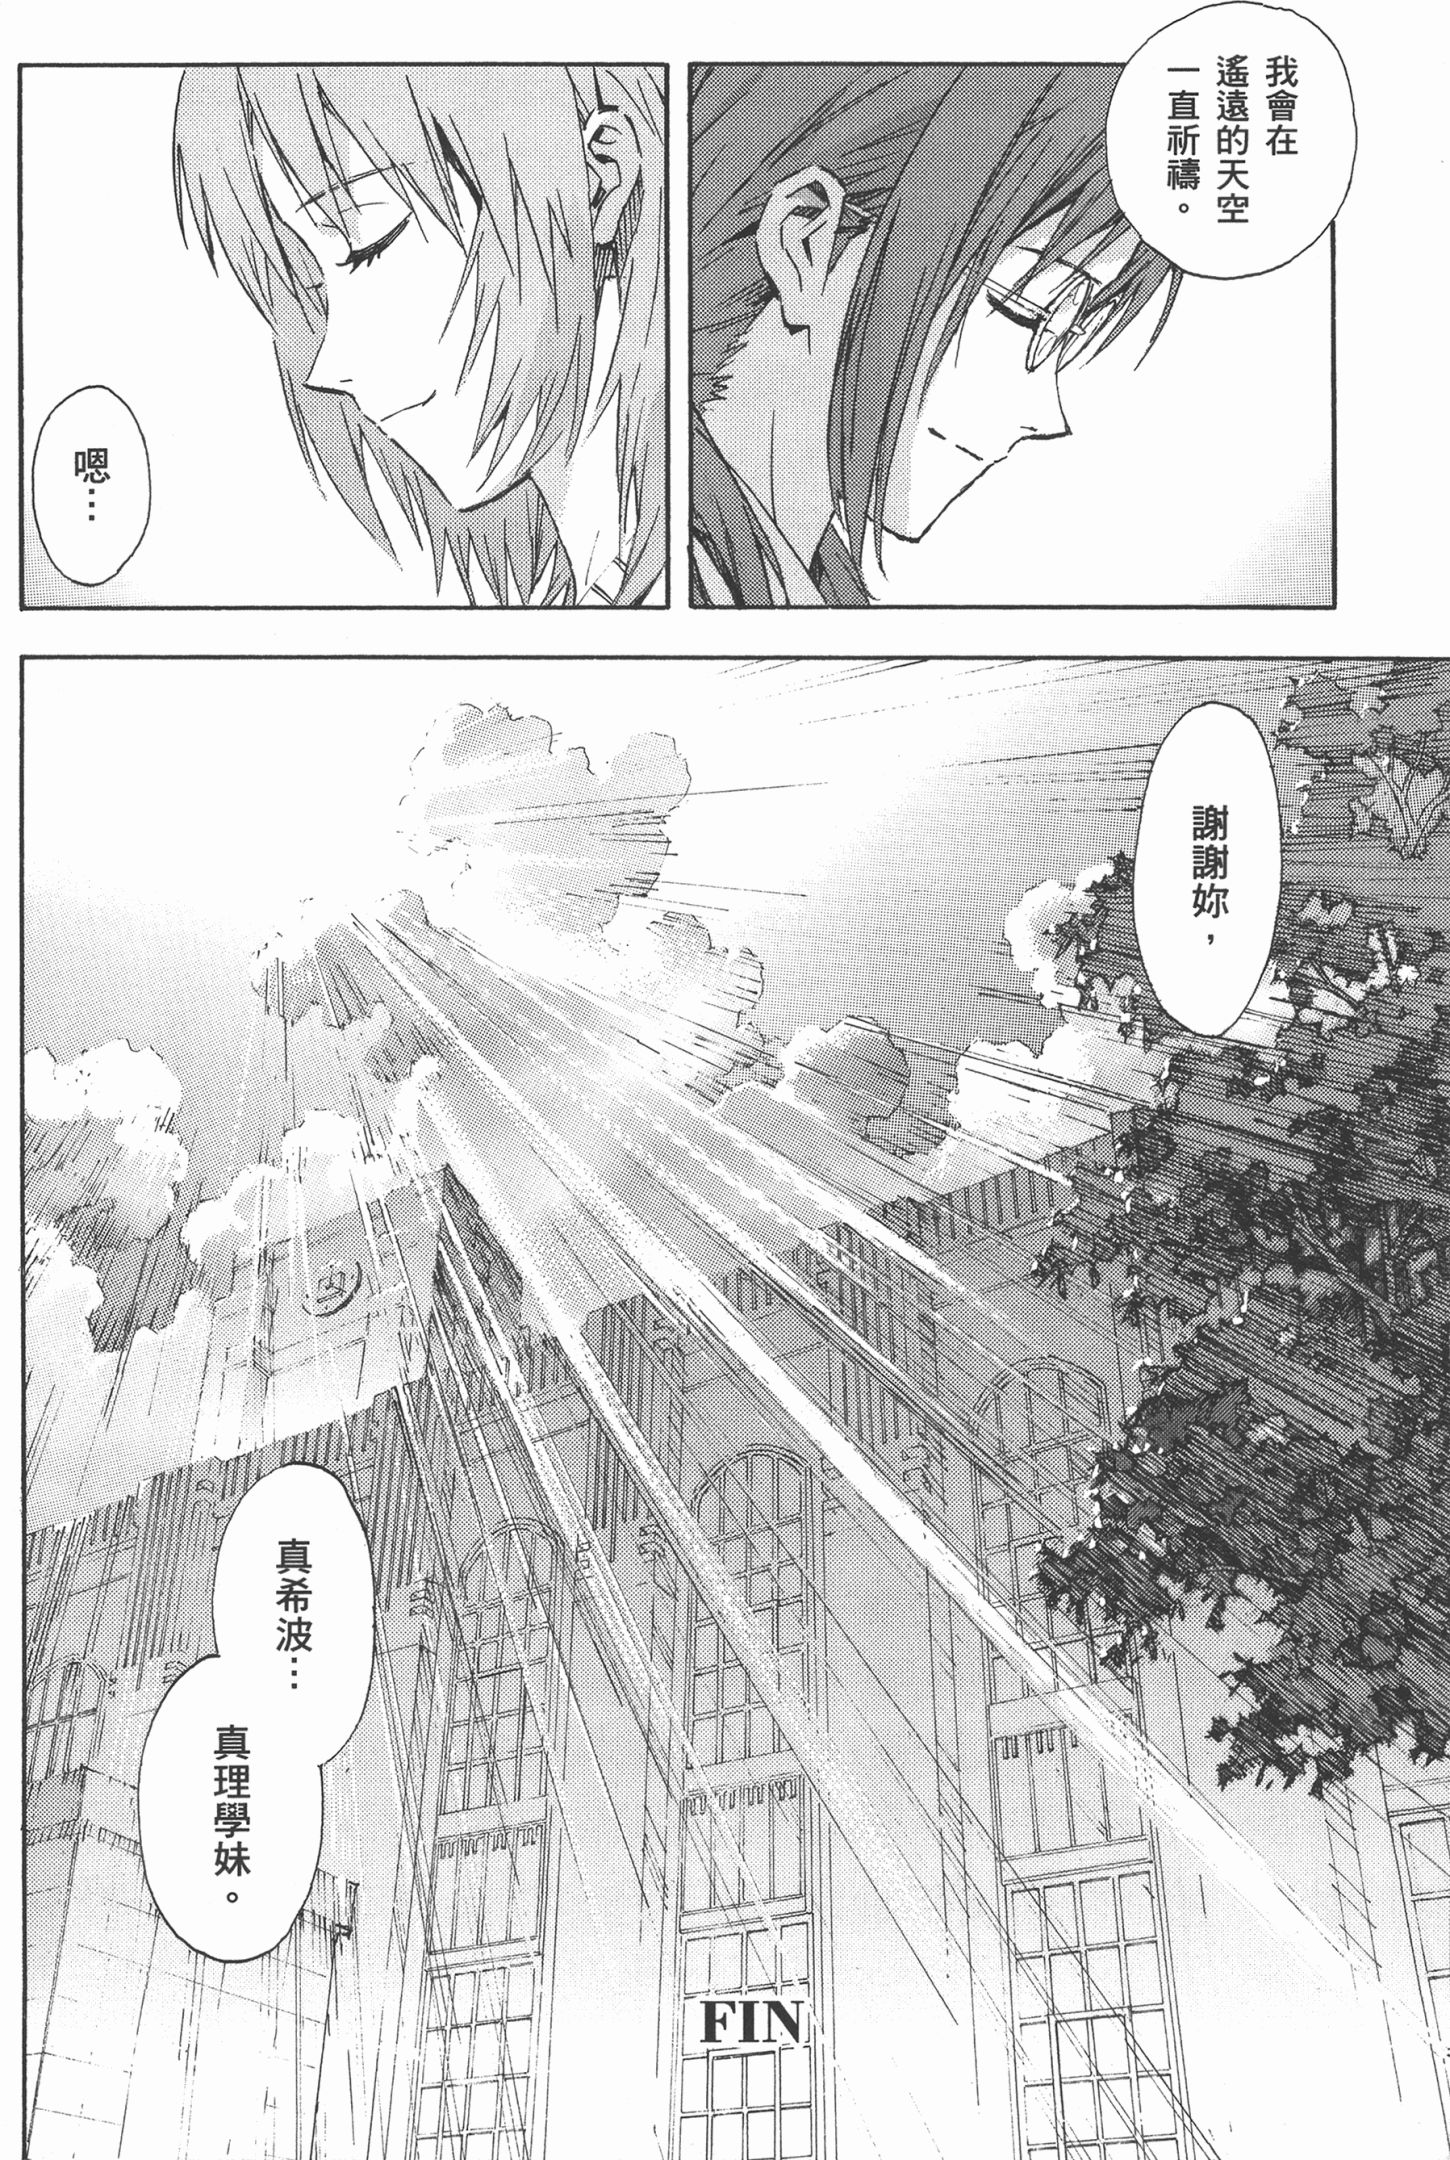 我會在
遙遠的天空
一直祈禱。
嗯…
謝謝妳，
真希波…
真理學妹。
FIN